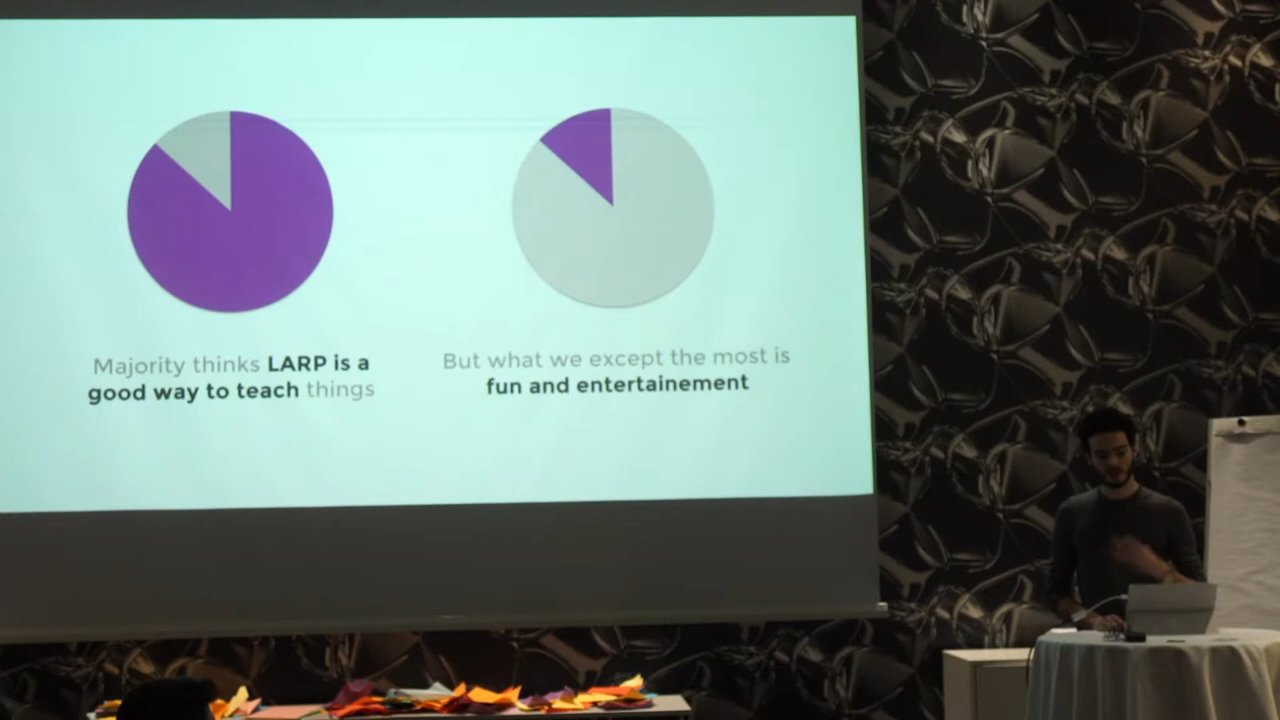 Majority thinks LARP is a
good way to teach things
But what we except the most is
fun and entertainement